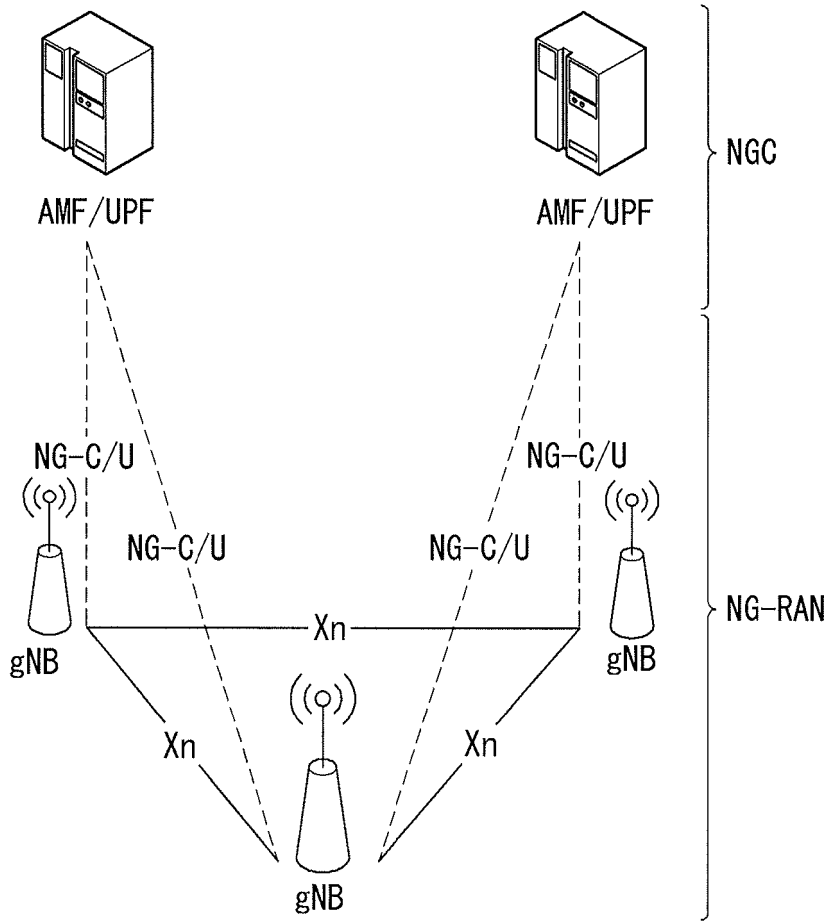 AMF/UPF
AMF/UPF
NGC
NG-C/U
NG-C/U
NG-C/U
NG-C/U
Xn
NG-RAN
gNB
gNB
Xn
Xn
gNB